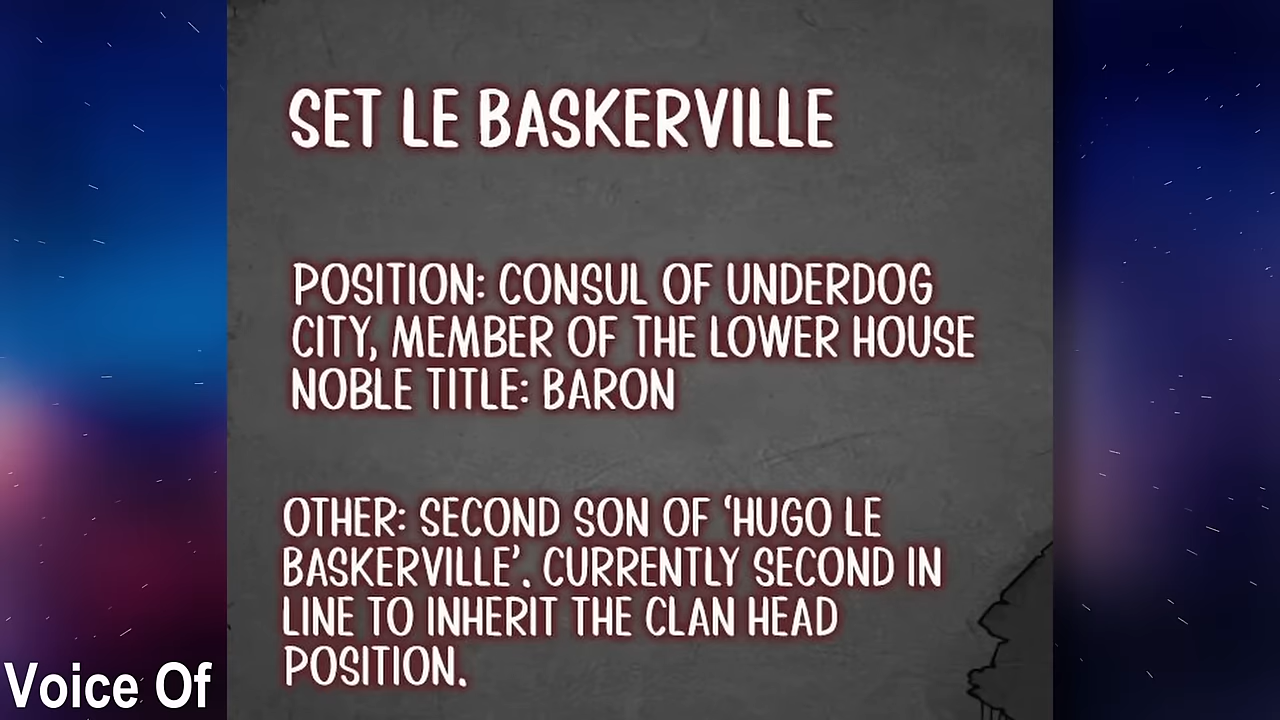 SET LE BASKERVILLE
POSITION: CONSUL OF UNDERDOG
CITY, MEMBER OF THE LOWER HOUSE
NOBLE TITLE: BARON
OTHER: SECOND SON OF ‘HUGO LE
BASKERVILLE’. CURRENTLY SECOND IN
LINE TO INHERIT THE CLAN HEAD
POSITION.
Voice Of